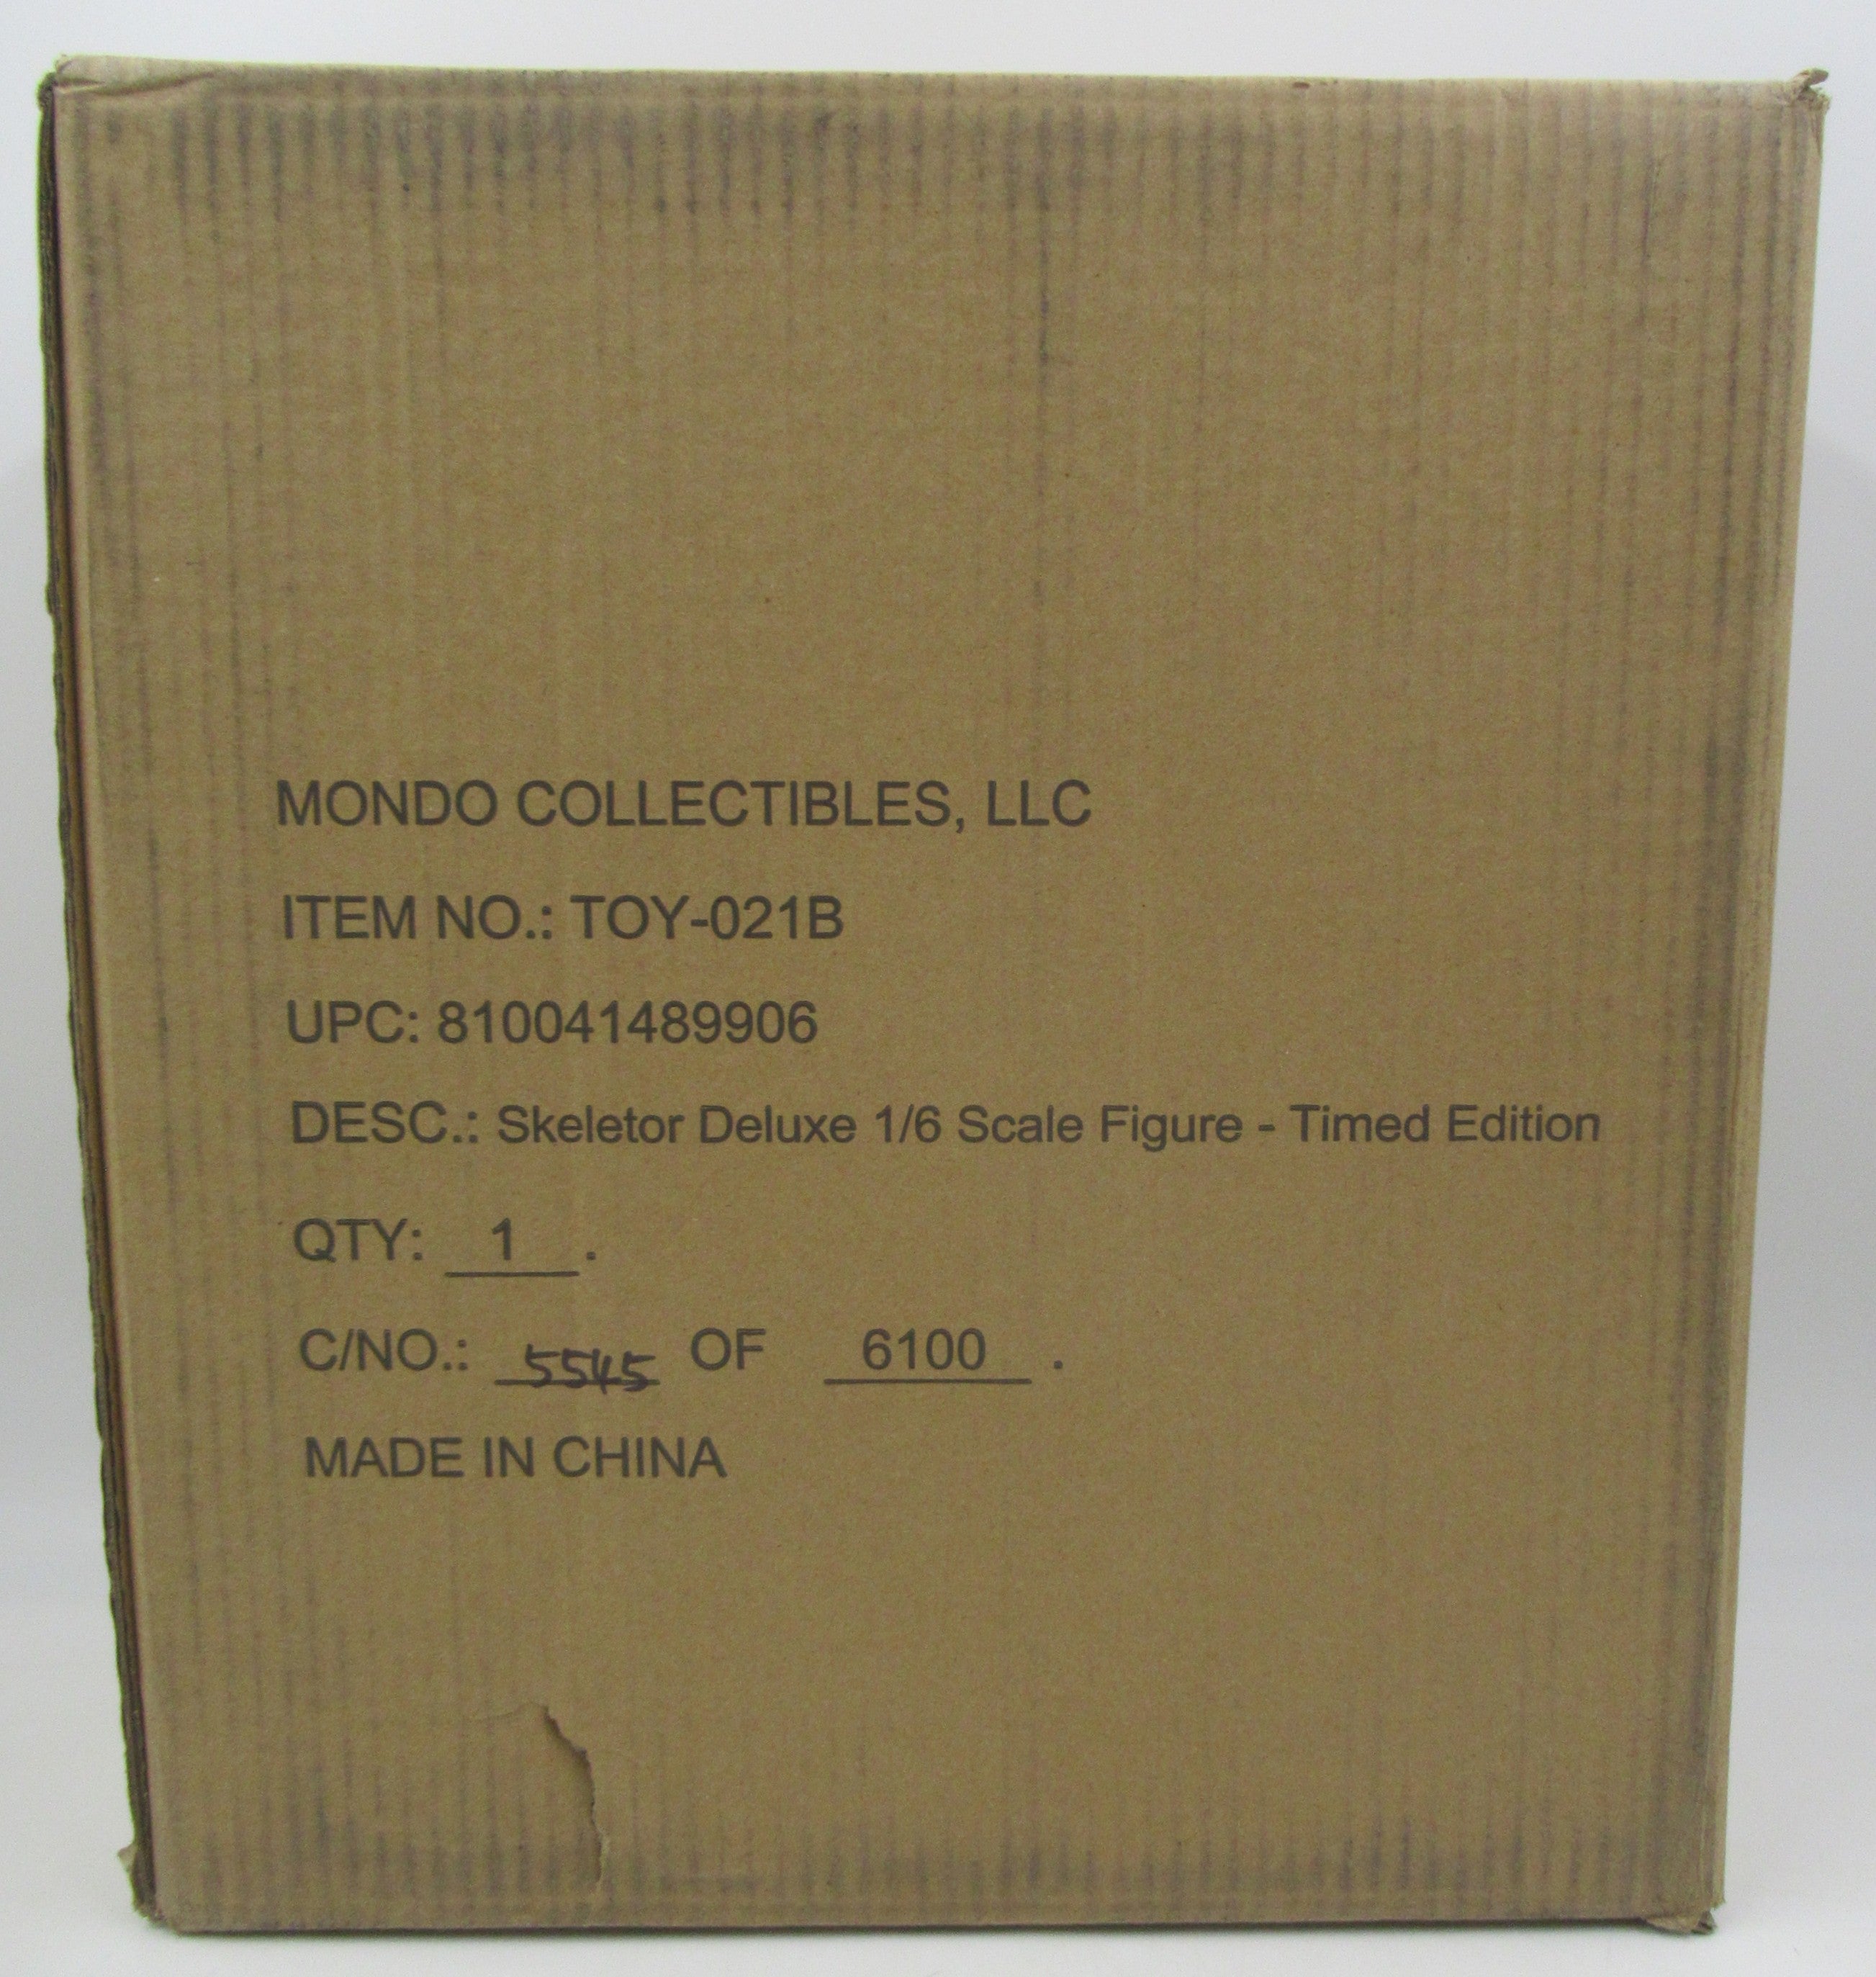 MONDO COLLECTIBLES, LLC
ITEM NO.: TOY-021B
UPC: 810041489906
DESC.: Skeletor Deluxe 1/6 Scale Figure - Timed Edition
QTY: 1 .
C/NO.: 5545 OF 6100 .
MADE IN CHINA